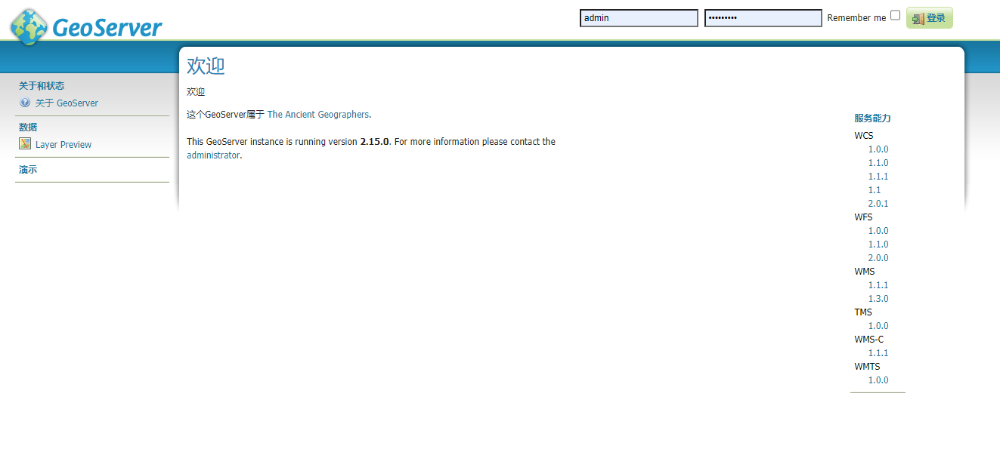 GeoServer
admin
•••••••••
Remember me
登录
关于和状态
关于 GeoServer
数据
Layer Preview
演示
欢迎
欢迎
这个GeoServer属于 The Ancient Geographers.
This GeoServer instance is running version 2.15.0. For more information please contact the
administrator.
服务能力
WCS
1.0.0
1.1.0
1.1.1
1.1
2.0.1
WFS
1.0.0
1.1.0
2.0.0
WMS
1.1.1
1.3.0
TMS
1.0.0
WMS-C
1.1.1
WMTS
1.0.0